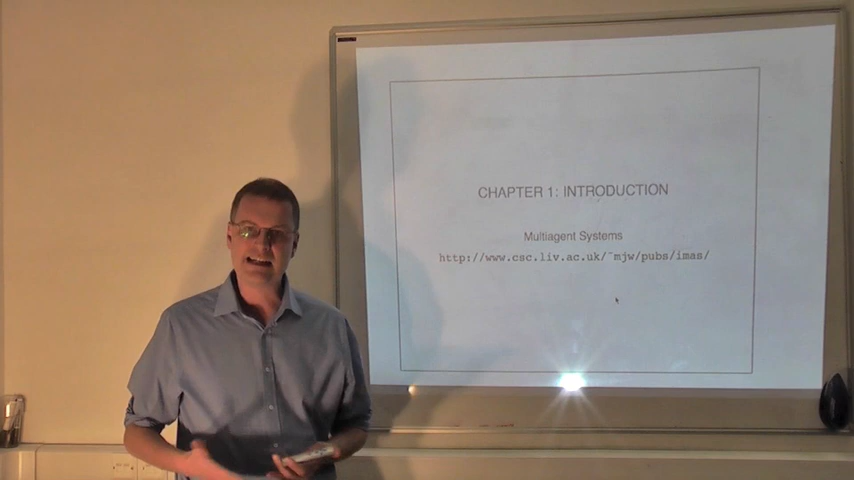 CHAPTER 1: INTRODUCTION
Multiagent Systems
http://www.csc.liv.ac.uk/˜mjw/pubs/imas/